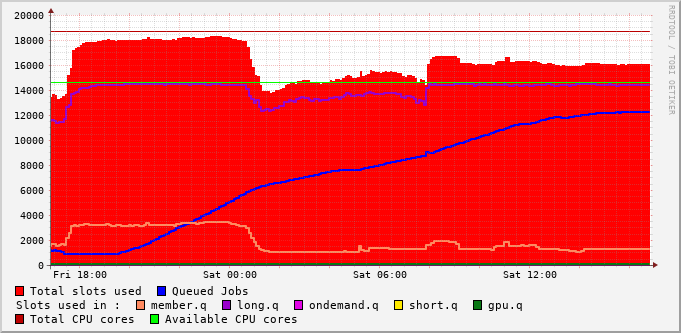 20000
18000
16000
14000
12000
10000
8000
6000
4000
2000
0
Fri 18:00 Sat 00:00 Sat 06:00 Sat 12:00
Total slots used Queued Jobs
Slots used in : member.q long.q ondemand.q short.q gpu.q
Total CPU cores Available CPU cores
RRDTOOL / TOBI OETIKER